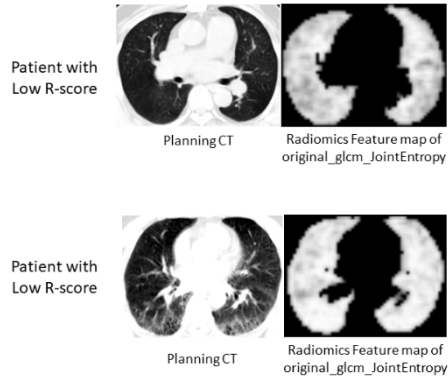 Patient with
Low R-score
Planning CT
Radiomics Feature map of
original_glcm_JointEntropy
Patient with
Low R-score
Planning CT
Radiomics Feature map of
original_glcm_JointEntropy